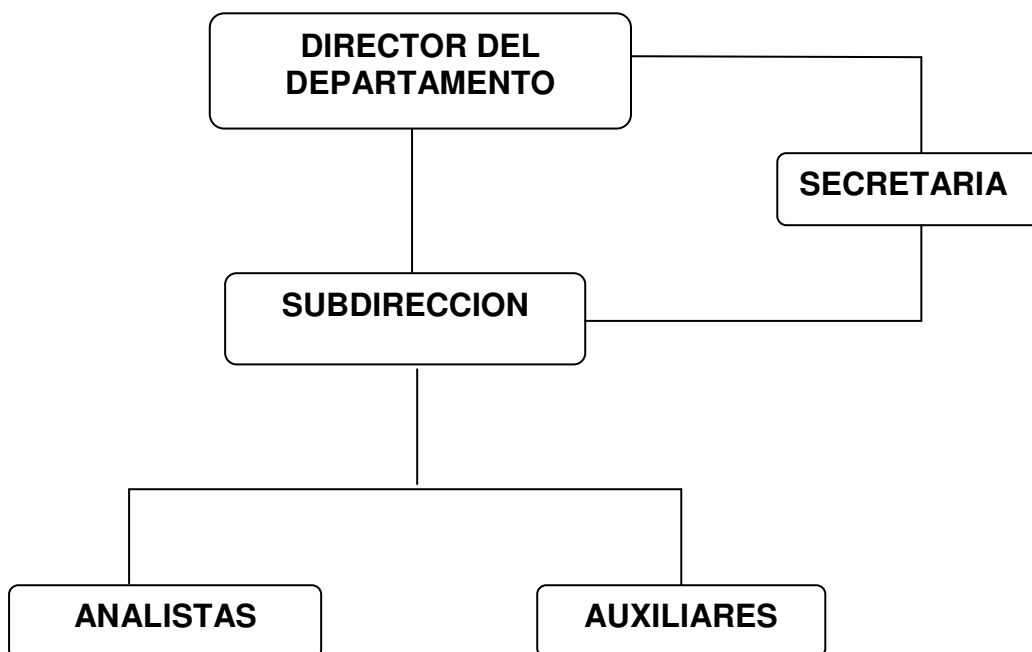 DIRECTOR DEL
DEPARTAMENTO
SECRETARIA
SUBDIRECCION
ANALISTAS
AUXILIARES